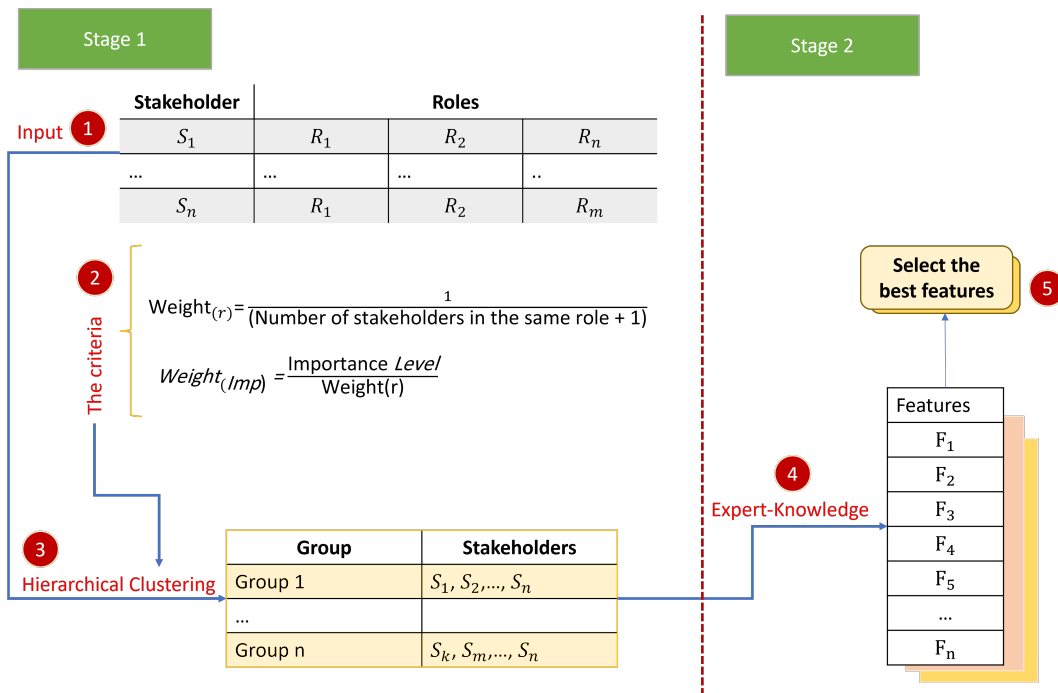 Stage 1
Stage 2
Stakeholder Roles
Input 1
S₁ R₁ R₂ Rₙ
... ... ... ..
Sₙ R₁ R₂ Rₘ
2
The criteria
Weight₍r₎= 1 / (Number of stakeholders in the same role + 1)
Weight₍Imp₎ = Importance Level / Weight(r)
3
Hierarchical Clustering
Group Stakeholders
Group 1 S₁, S₂,..., Sₙ
...
Group n Sₖ, Sₘ,..., Sₙ
4
Expert-Knowledge
Select the
best features
5
Features
F₁
F₂
F₃
F₄
F₅
...
Fₙ